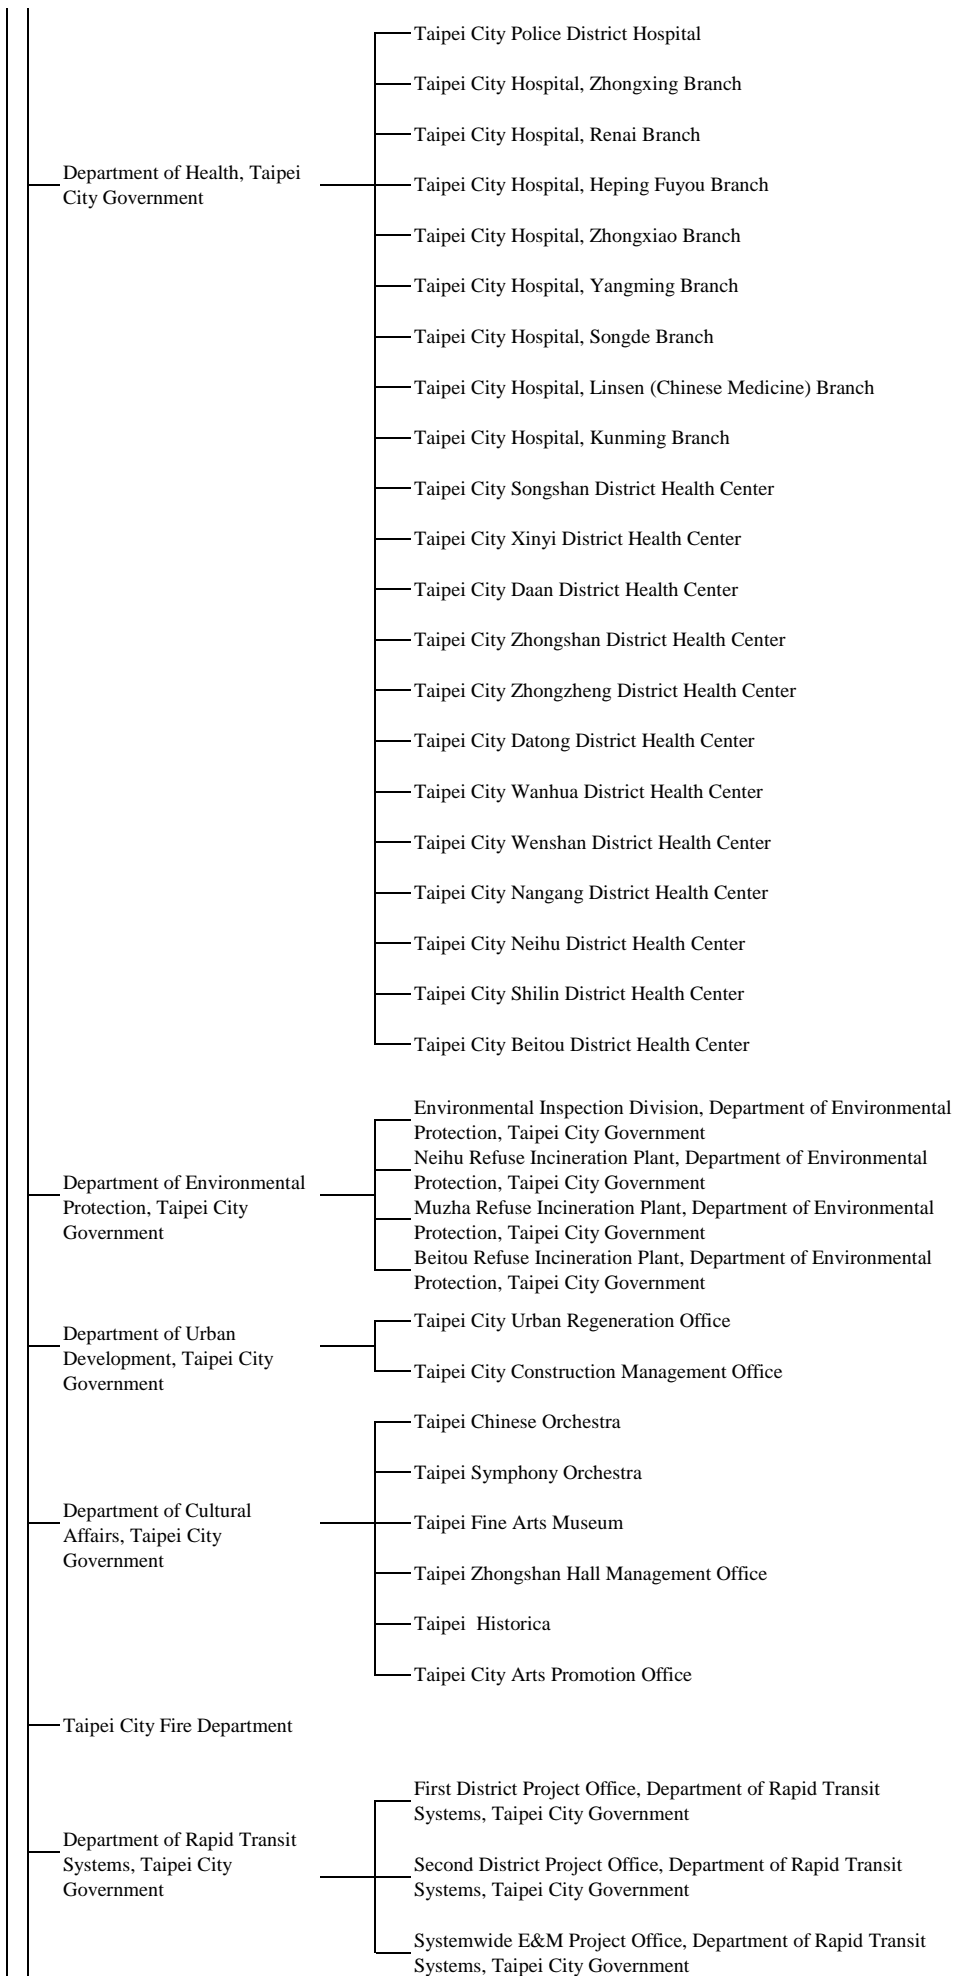 Department of Health, Taipei
City Government
Taipei City Police District Hospital
Taipei City Hospital, Zhongxing Branch
Taipei City Hospital, Renai Branch
Taipei City Hospital, Heping Fuyou Branch
Taipei City Hospital, Zhongxiao Branch
Taipei City Hospital, Yangming Branch
Taipei City Hospital, Songde Branch
Taipei City Hospital, Linsen (Chinese Medicine) Branch
Taipei City Hospital, Kunming Branch
Taipei City Songshan District Health Center
Taipei City Xinyi District Health Center
Taipei City Daan District Health Center
Taipei City Zhongshan District Health Center
Taipei City Zhongzheng District Health Center
Taipei City Datong District Health Center
Taipei City Wanhua District Health Center
Taipei City Wenshan District Health Center
Taipei City Nangang District Health Center
Taipei City Neihu District Health Center
Taipei City Shilin District Health Center
Taipei City Beitou District Health Center
Department of Environmental
Protection, Taipei City
Government
Environmental Inspection Division, Department of Environmental
Protection, Taipei City Government
Neihu Refuse Incineration Plant, Department of Environmental
Protection, Taipei City Government
Muzha Refuse Incineration Plant, Department of Environmental
Protection, Taipei City Government
Beitou Refuse Incineration Plant, Department of Environmental
Protection, Taipei City Government
Department of Urban
Development, Taipei City
Government
Taipei City Urban Regeneration Office
Taipei City Construction Management Office
Department of Cultural
Affairs, Taipei City
Government
Taipei Chinese Orchestra
Taipei Symphony Orchestra
Taipei Fine Arts Museum
Taipei Zhongshan Hall Management Office
Taipei  Historica
Taipei City Arts Promotion Office
Taipei City Fire Department
Department of Rapid Transit
Systems, Taipei City
Government
First District Project Office, Department of Rapid Transit
Systems, Taipei City Government
Second District Project Office, Department of Rapid Transit
Systems, Taipei City Government
Systemwide E&M Project Office, Department of Rapid Transit
Systems, Taipei City Government